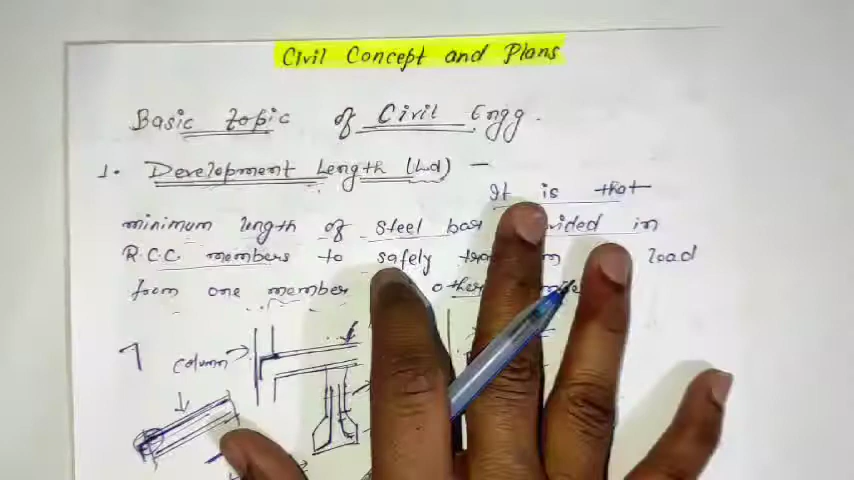 Civil Concept and Plans
Basic topic of Civil Engg.
1. Development Length (Ld) — It is that
minimum length of steel bar in
R.C.C. members to safely load
from one member other
column